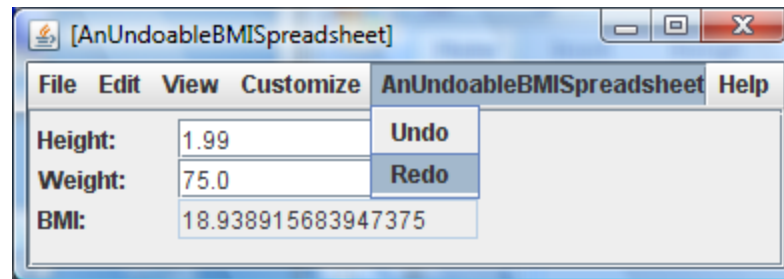 [AnUndoableBMISpreadsheet]
File Edit View Customize AnUndoableBMISpreadsheet Help
Height: 1.99 Undo
Weight: 75.0 Redo
BMI: 18.938915683947375